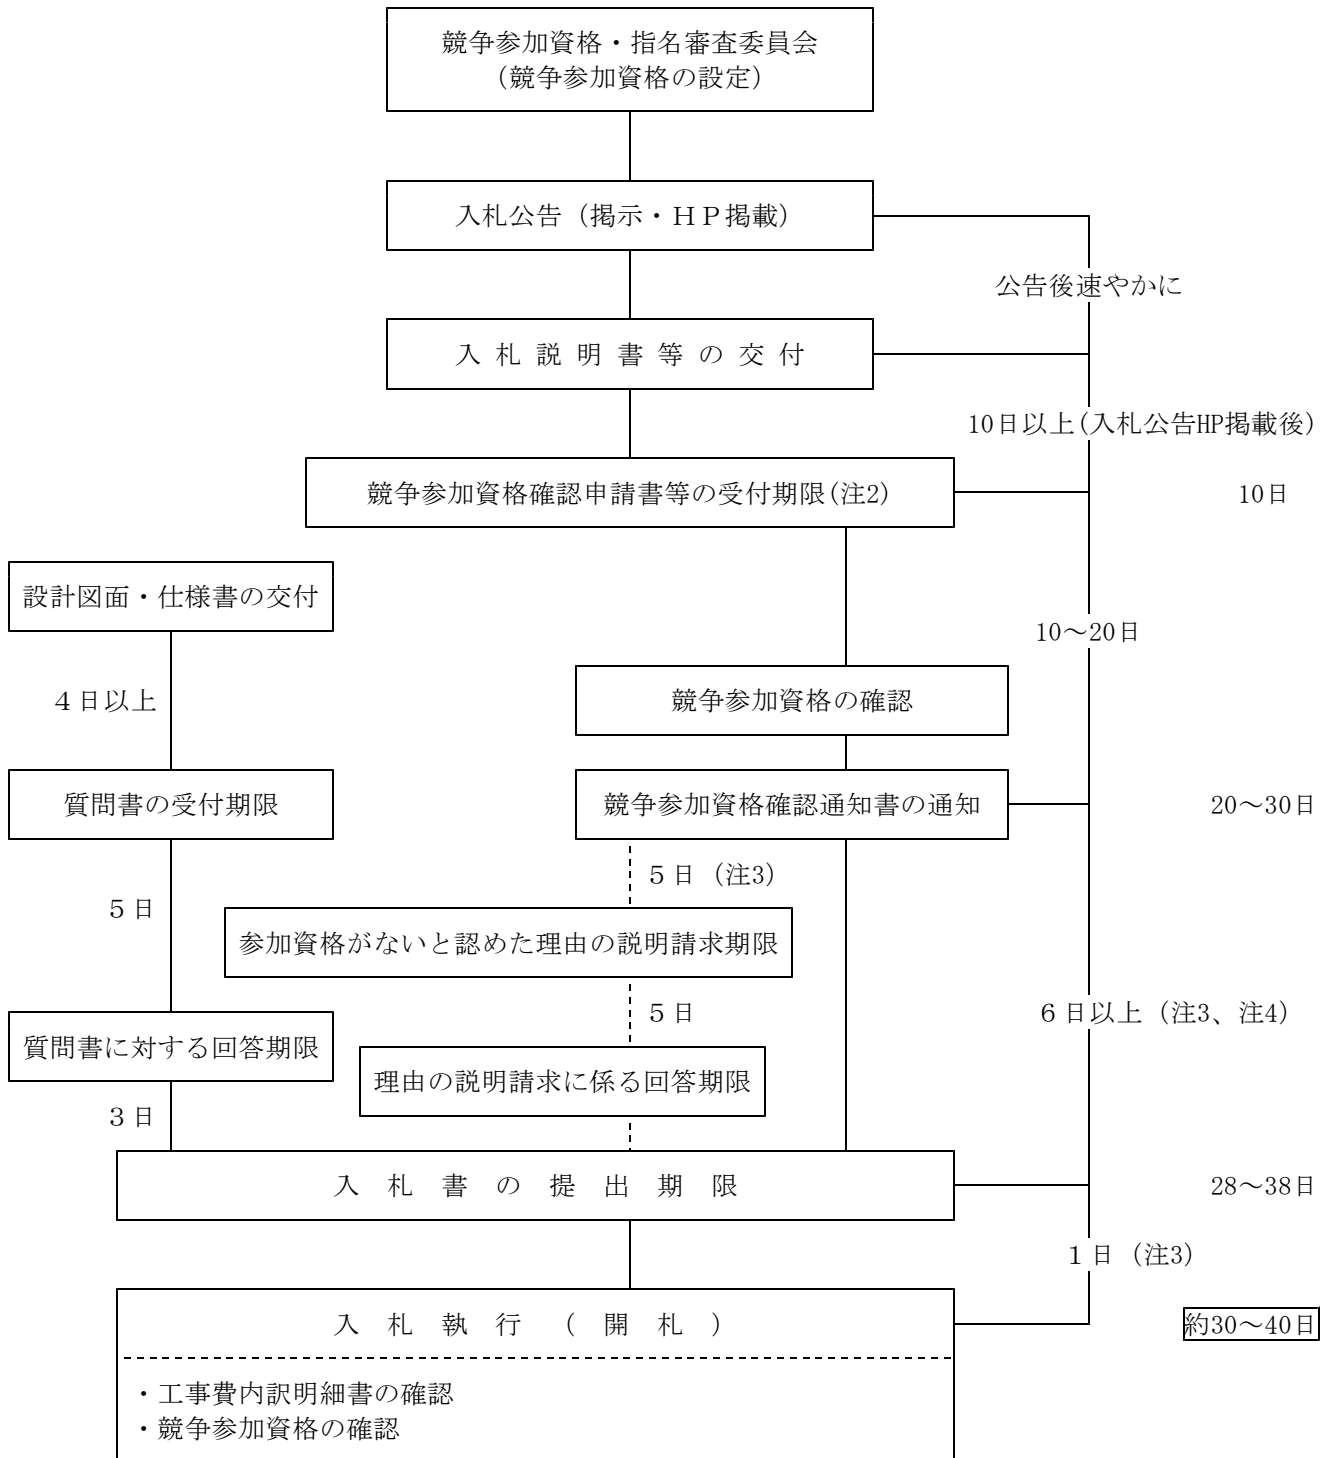 競争参加資格・指名審査委員会
（競争参加資格の設定）
入札公告（掲示・ＨＰ掲載）
公告後速やかに
入札説明書等の交付
10日以上(入札公告HP掲載後)
競争参加資格確認申請書等の受付期限(注2)
10日
設計図面・仕様書の交付
10～20日
４日以上
競争参加資格の確認
質問書の受付期限
競争参加資格確認通知書の通知
20～30日
５日（注3）
５日
参加資格がないと認めた理由の説明請求期限
５日
６日以上（注3、注4）
質問書に対する回答期限
理由の説明請求に係る回答期限
３日
入札書の提出期限
28～38日
１日（注3）
入札執行（開札）
約30～40日
・工事費内訳明細書の確認
・競争参加資格の確認